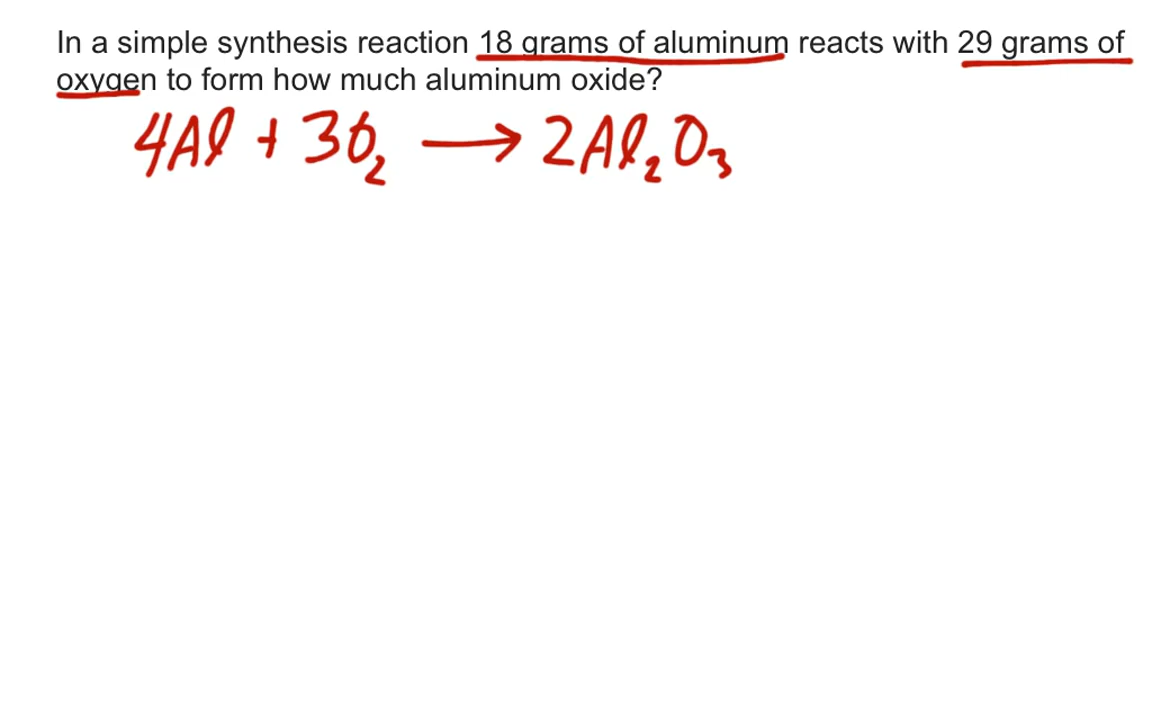 In a simple synthesis reaction 18 grams of aluminum reacts with 29 grams of
oxygen to form how much aluminum oxide?
4Al + 3O₂ → 2Al₂O₃